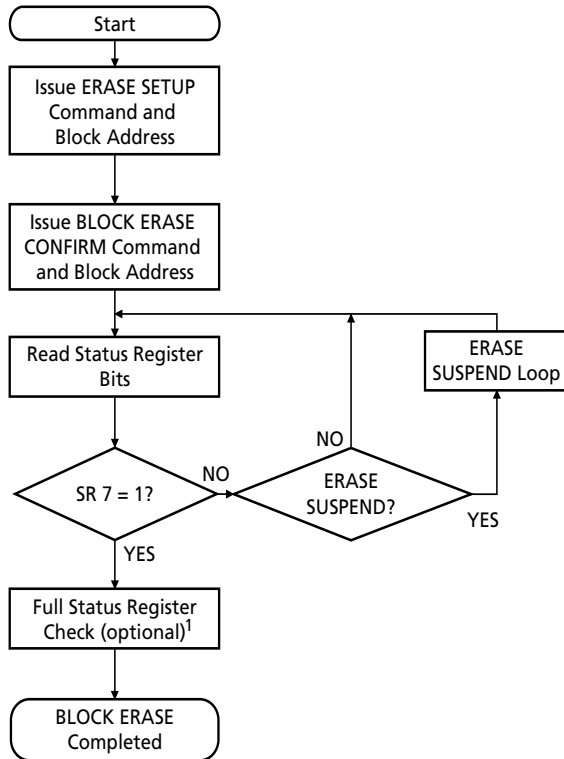 Start
Issue ERASE SETUP
Command and
Block Address
Issue BLOCK ERASE
CONFIRM Command
and Block Address
Read Status Register
Bits
ERASE
SUSPEND Loop
NO
SR 7 = 1?
NO
ERASE
SUSPEND?
YES
YES
Full Status Register
Check (optional)1
BLOCK ERASE
Completed